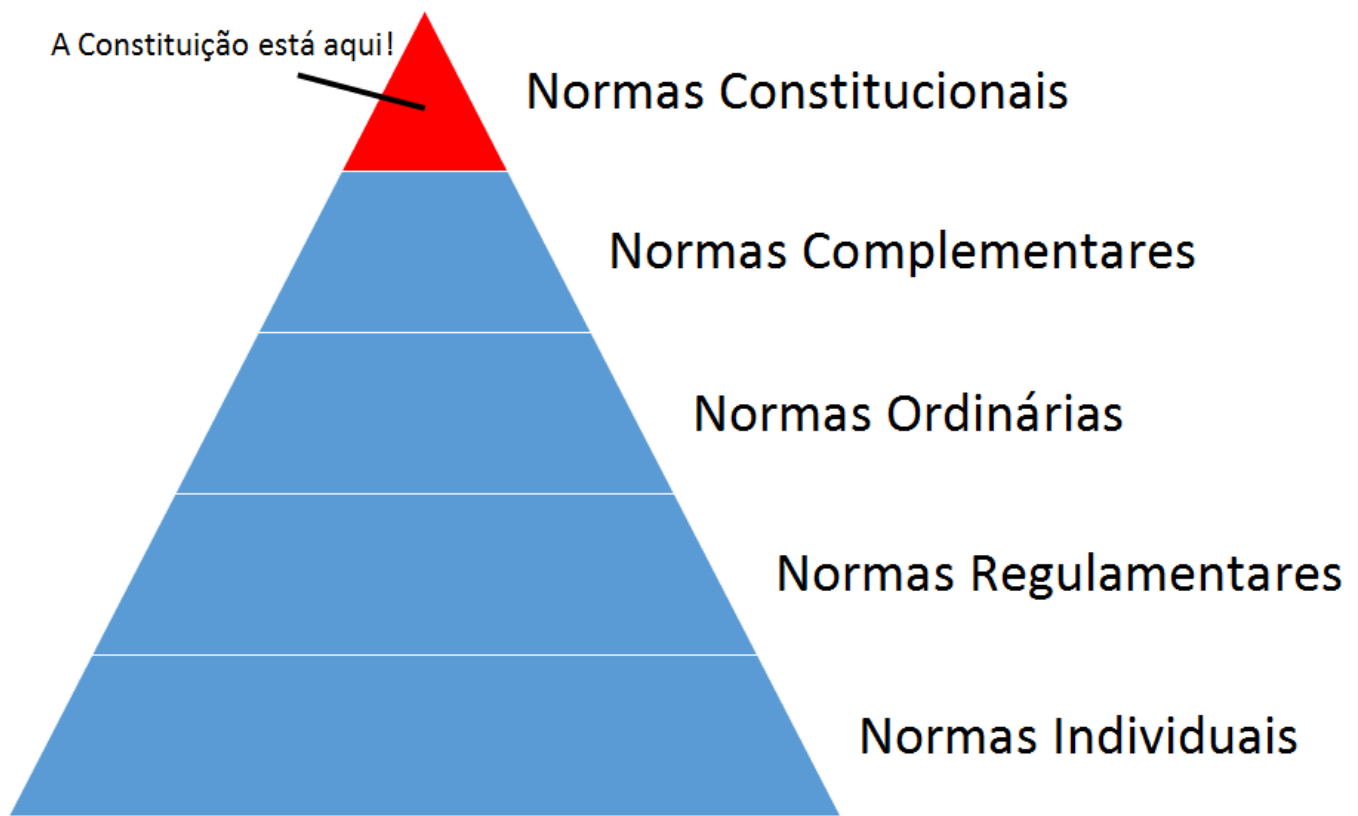 A Constituição está aqui!
Normas Constitucionais
Normas Complementares
Normas Ordinárias
Normas Regulamentares
Normas Individuais